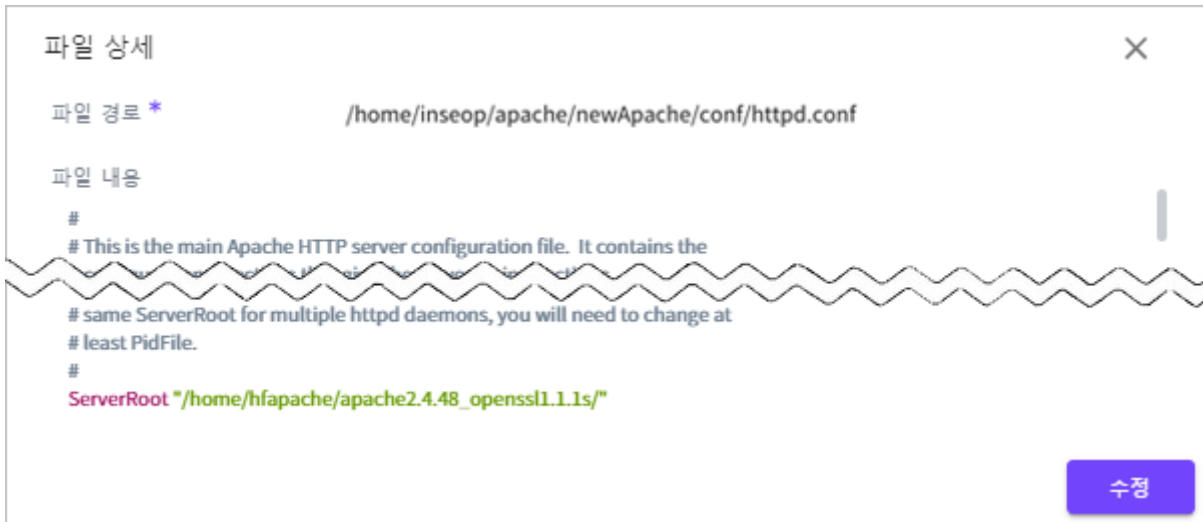 파일 상세
파일 경로 *
/home/inseop/apache/newApache/conf/httpd.conf
파일 내용
#
# This is the main Apache HTTP server configuration file.  It contains the
# same ServerRoot for multiple httpd daemons, you will need to change at
# least PidFile.
#
ServerRoot "/home/hfapache/apache2.4.48_openssl1.1.1s/"
수정